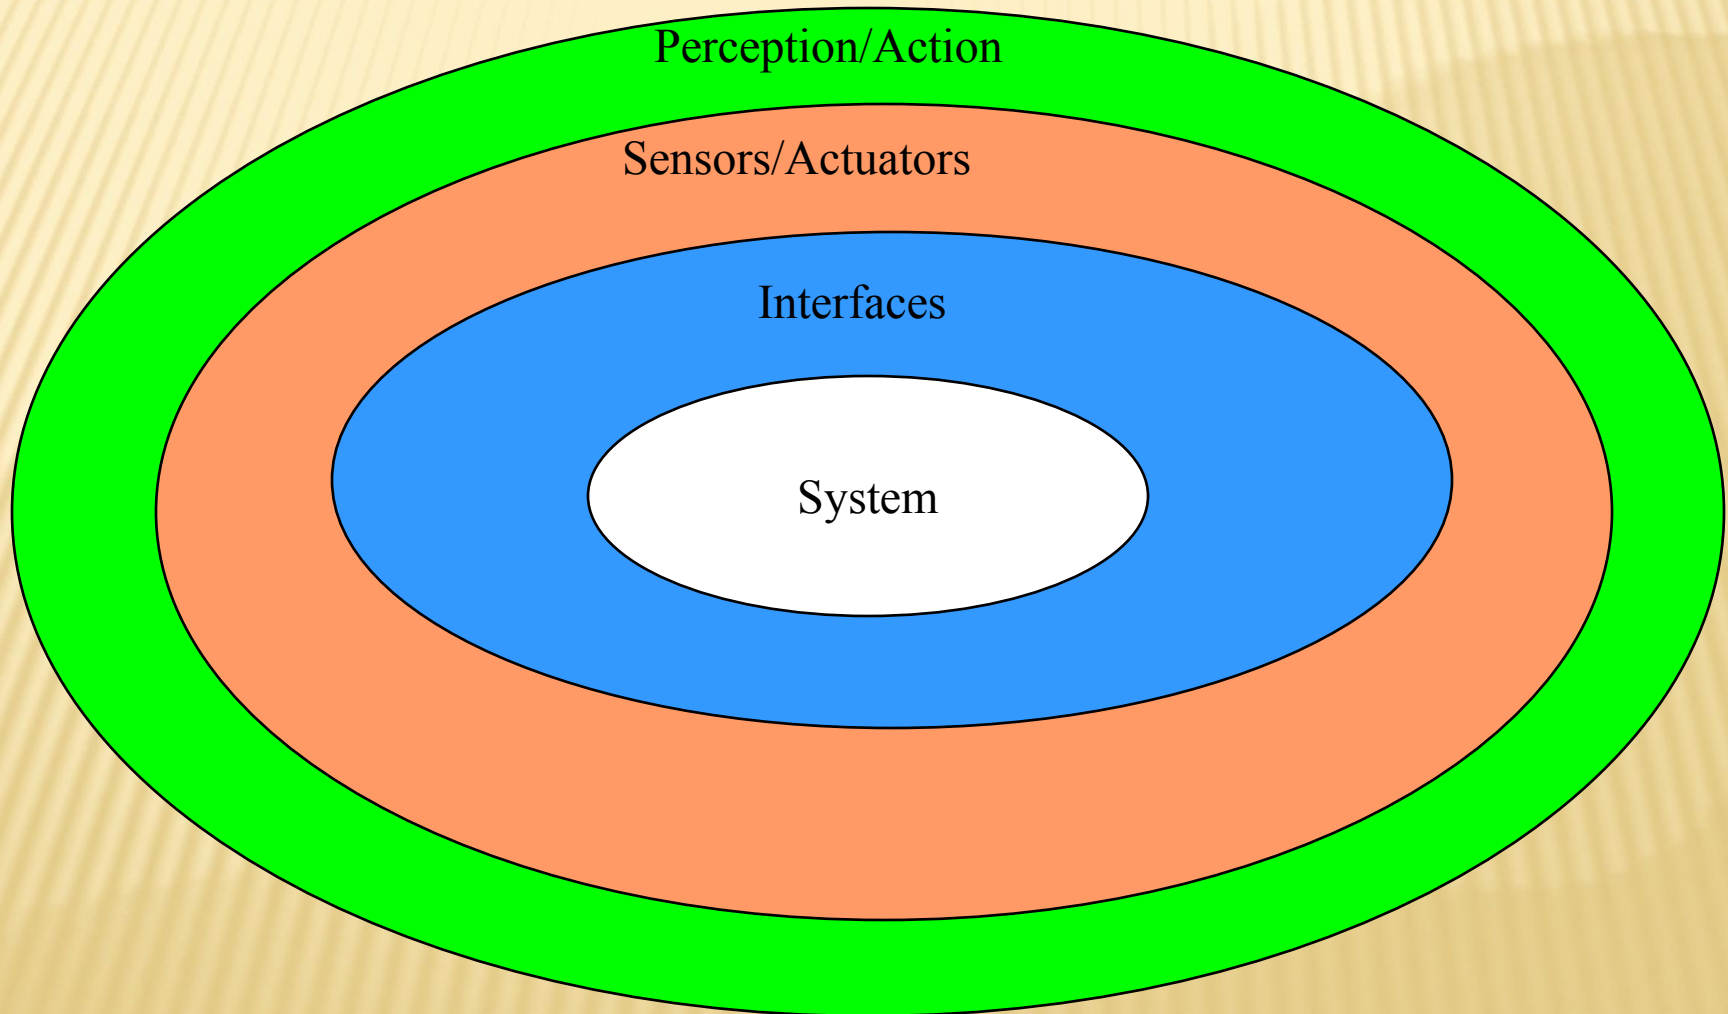 Perception/Action
Sensors/Actuators
Interfaces
System